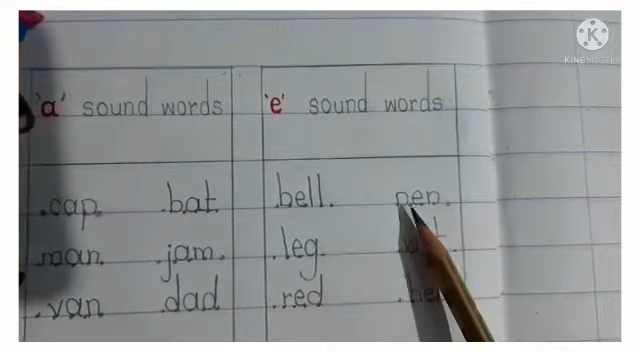 'a' sound words 'e' sound words
.cap. .bat. .bell. pen.
.man. .jam. .leg.
.van .dad .red
KINEMASTER